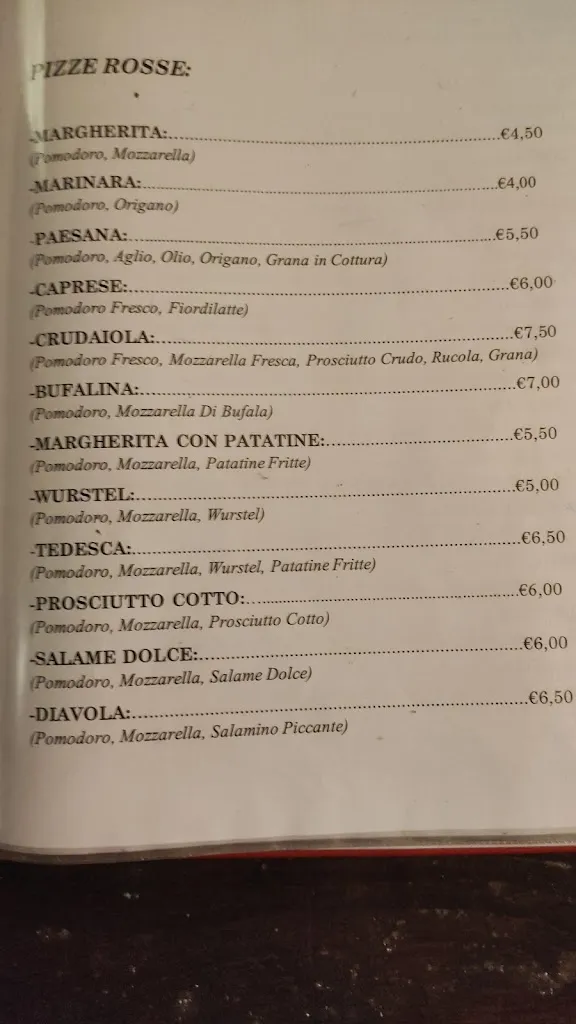 PIZZE ROSSE:
-MARGHERITA:..........€4,50
(Pomodoro, Mozzarella)
-MARINARA:..........€4,00
(Pomodoro, Origano)
-PAESANA:..........€5,50
(Pomodoro, Aglio, Olio, Origano, Grana in Cottura)
-CAPRESE:..........€6,00
(Pomodoro Fresco, Fiordilatte)
-CRUDAIOLA:..........€7,50
(Pomodoro Fresco, Mozzarella Fresca, Prosciutto Crudo, Rucola, Grana)
-BUFALINA:..........€7,00
(Pomodoro, Mozzarella Di Bufala)
-MARGHERITA CON PATATINE:..........€5,50
(Pomodoro, Mozzarella, Patatine Fritte)
-WURSTEL:..........€5,00
(Pomodoro, Mozzarella, Wurstel)
-TEDESCA:..........€6,50
(Pomodoro, Mozzarella, Wurstel, Patatine Fritte)
-PROSCIUTTO COTTO:..........€6,00
(Pomodoro, Mozzarella, Prosciutto Cotto)
-SALAME DOLCE:..........€6,00
(Pomodoro, Mozzarella, Salame Dolce)
-DIAVOLA:..........€6,50
(Pomodoro, Mozzarella, Salamino Piccante)